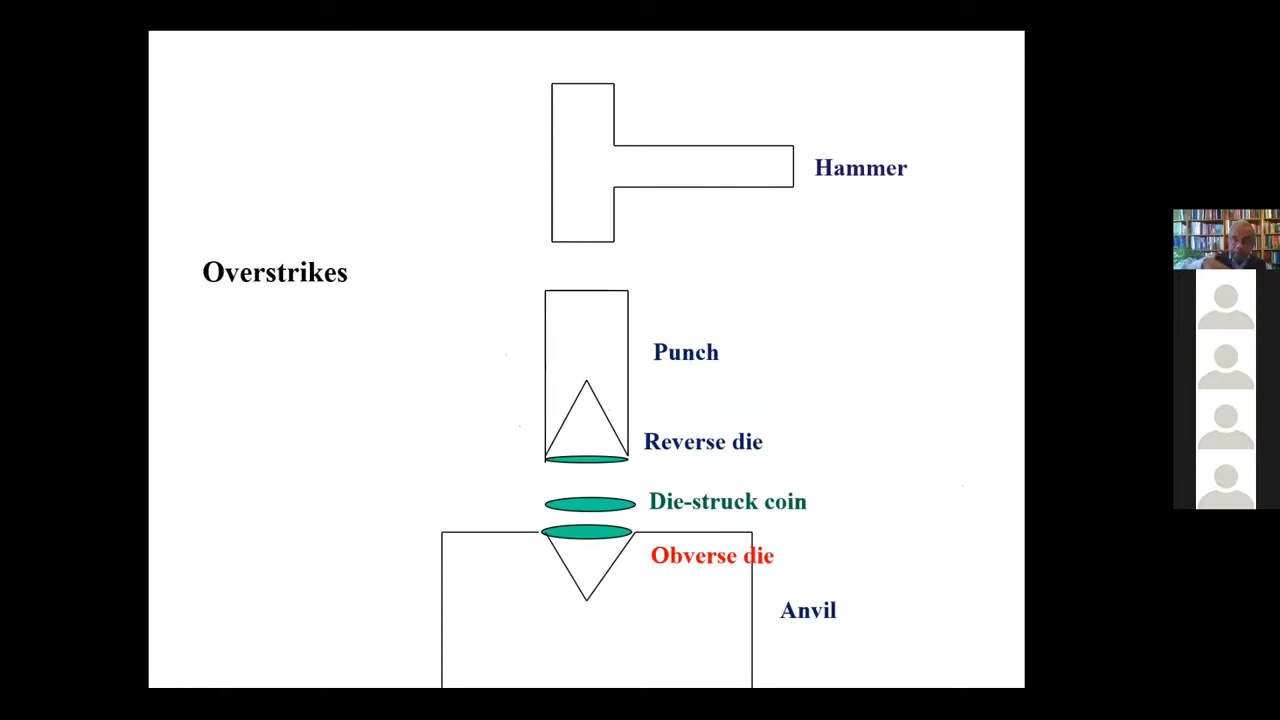 Hammer
Overstrikes
Punch
Reverse die
Die-struck coin
Obverse die
Anvil